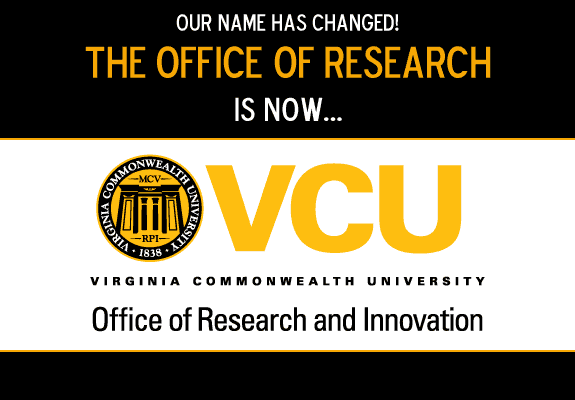 OUR NAME HAS CHANGED!
THE OFFICE OF RESEARCH
IS NOW...
VIRGINIA COMMONWEALTH UNIVERSITY
MCV
RPI
· 1838 ·
VCU
VIRGINIA COMMONWEALTH UNIVERSITY
Office of Research and Innovation